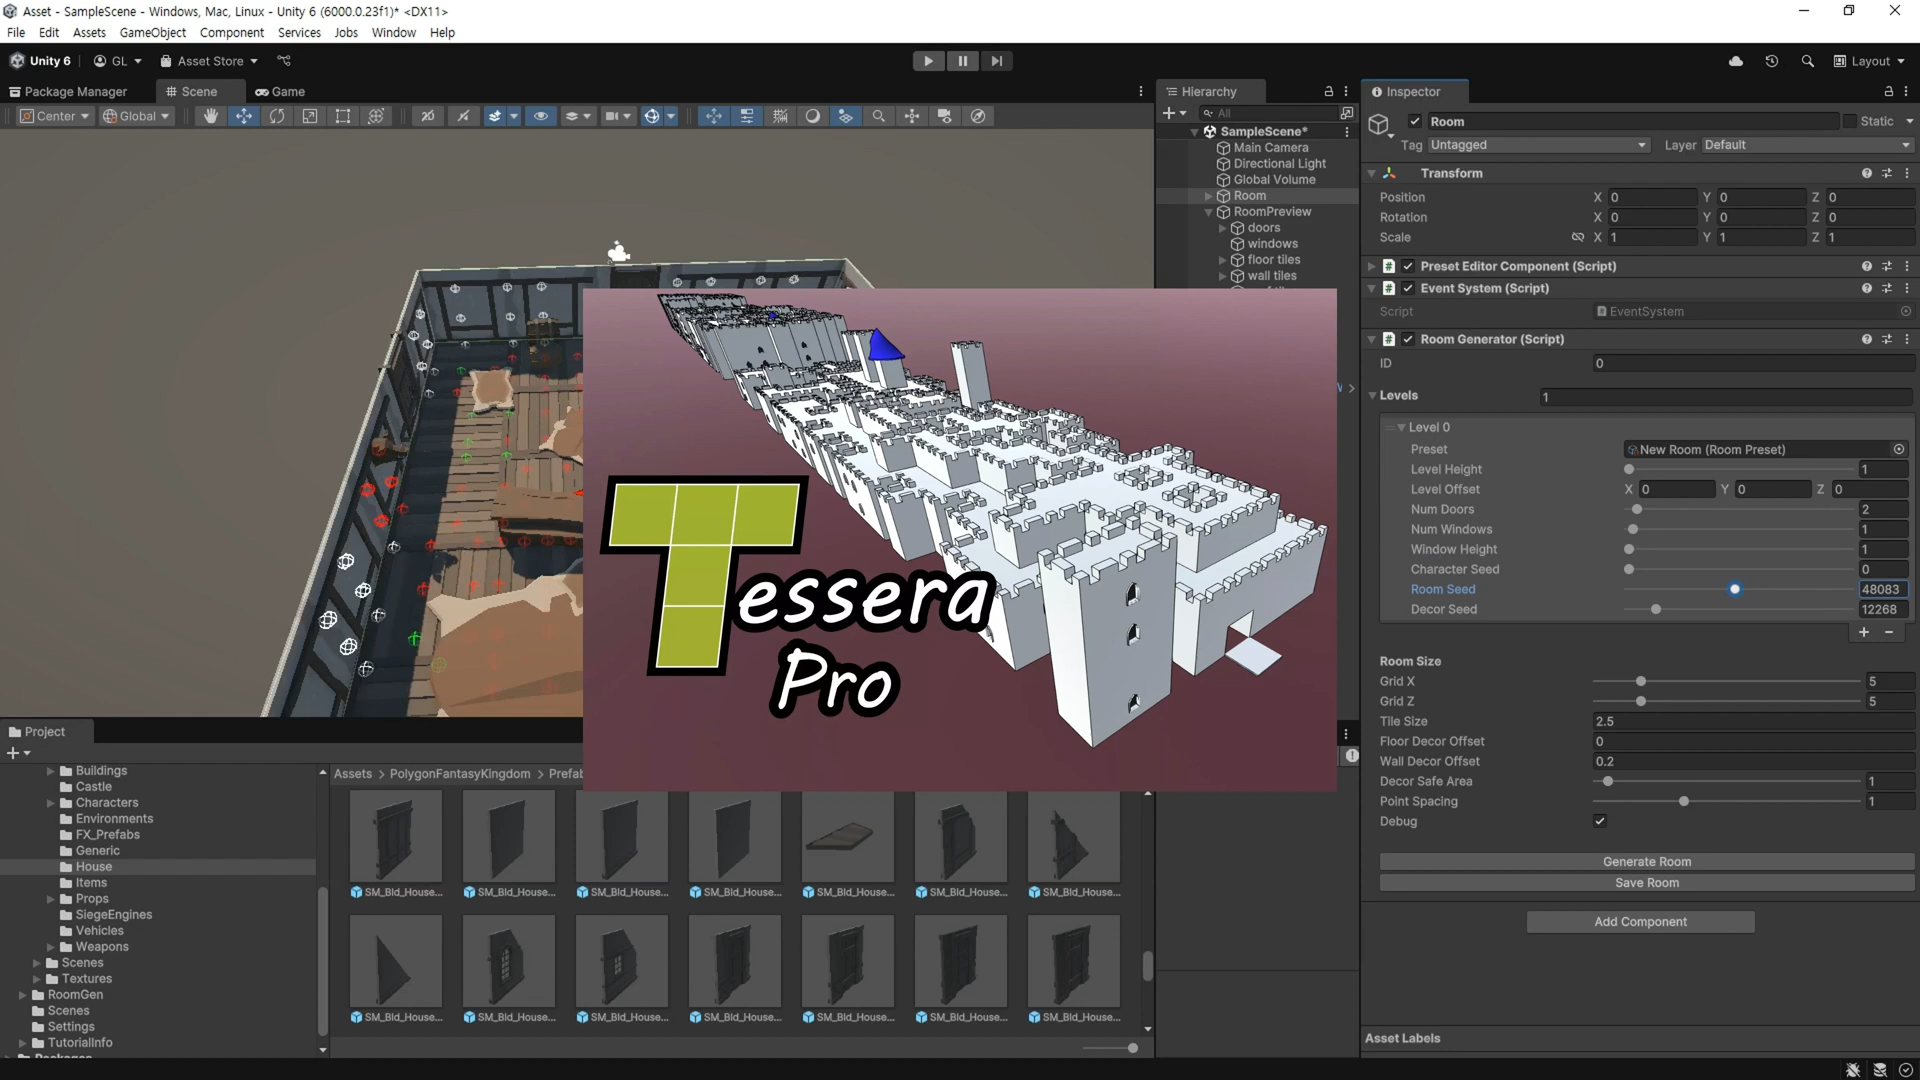 Asset - SampleScene - Windows, Mac, Linux - Unity 6 (6000.0.23f1)* <DX11>
File Edit Assets GameObject Component Services Jobs Window Help
Unity 6 GL Asset Store Layout
Package Manager Scene Game
Center Global
Hierarchy
All
SampleScene*
Main Camera
Directional Light
Global Volume
Room
RoomPreview
doors
windows
floor tiles
wall tiles
Inspector
Room Static
Tag Untagged Layer Default
Transform
Position X 0 Y 0 Z 0
Rotation X 0 Y 0 Z 0
Scale X 1 Y 1 Z 1
Preset Editor Component (Script)
Event System (Script)
Script EventSystem
Room Generator (Script)
ID 0
Levels 1
Level 0
Preset New Room (Room Preset)
Level Height 1
Level Offset X 0 Y 0 Z 0
Num Doors 2
Num Windows 1
Window Height 1
Character Seed 0
Room Seed 48083
Decor Seed 12268
Room Size
Grid X 5
Grid Z 5
Tile Size 2.5
Floor Decor Offset 0
Wall Decor Offset 0.2
Decor Safe Area 1
Point Spacing 1
Debug
Generate Room
Save Room
Add Component
Asset Labels
Tessera
Pro
Project
Buildings
Castle
Characters
Environments
FX_Prefabs
Generic
House
Items
Props
SiegeEngines
Vehicles
Weapons
Scenes
Textures
RoomGen
Scenes
Settings
TutorialInfo
Assets > PolygonFantasyKingdom > Prefab
SM_Bld_House... SM_Bld_House... SM_Bld_House... SM_Bld_House... SM_Bld_House... SM_Bld_House... SM_Bld_House...
SM_Bld_House... SM_Bld_House... SM_Bld_House... SM_Bld_House... SM_Bld_House... SM_Bld_House... SM_Bld_House...